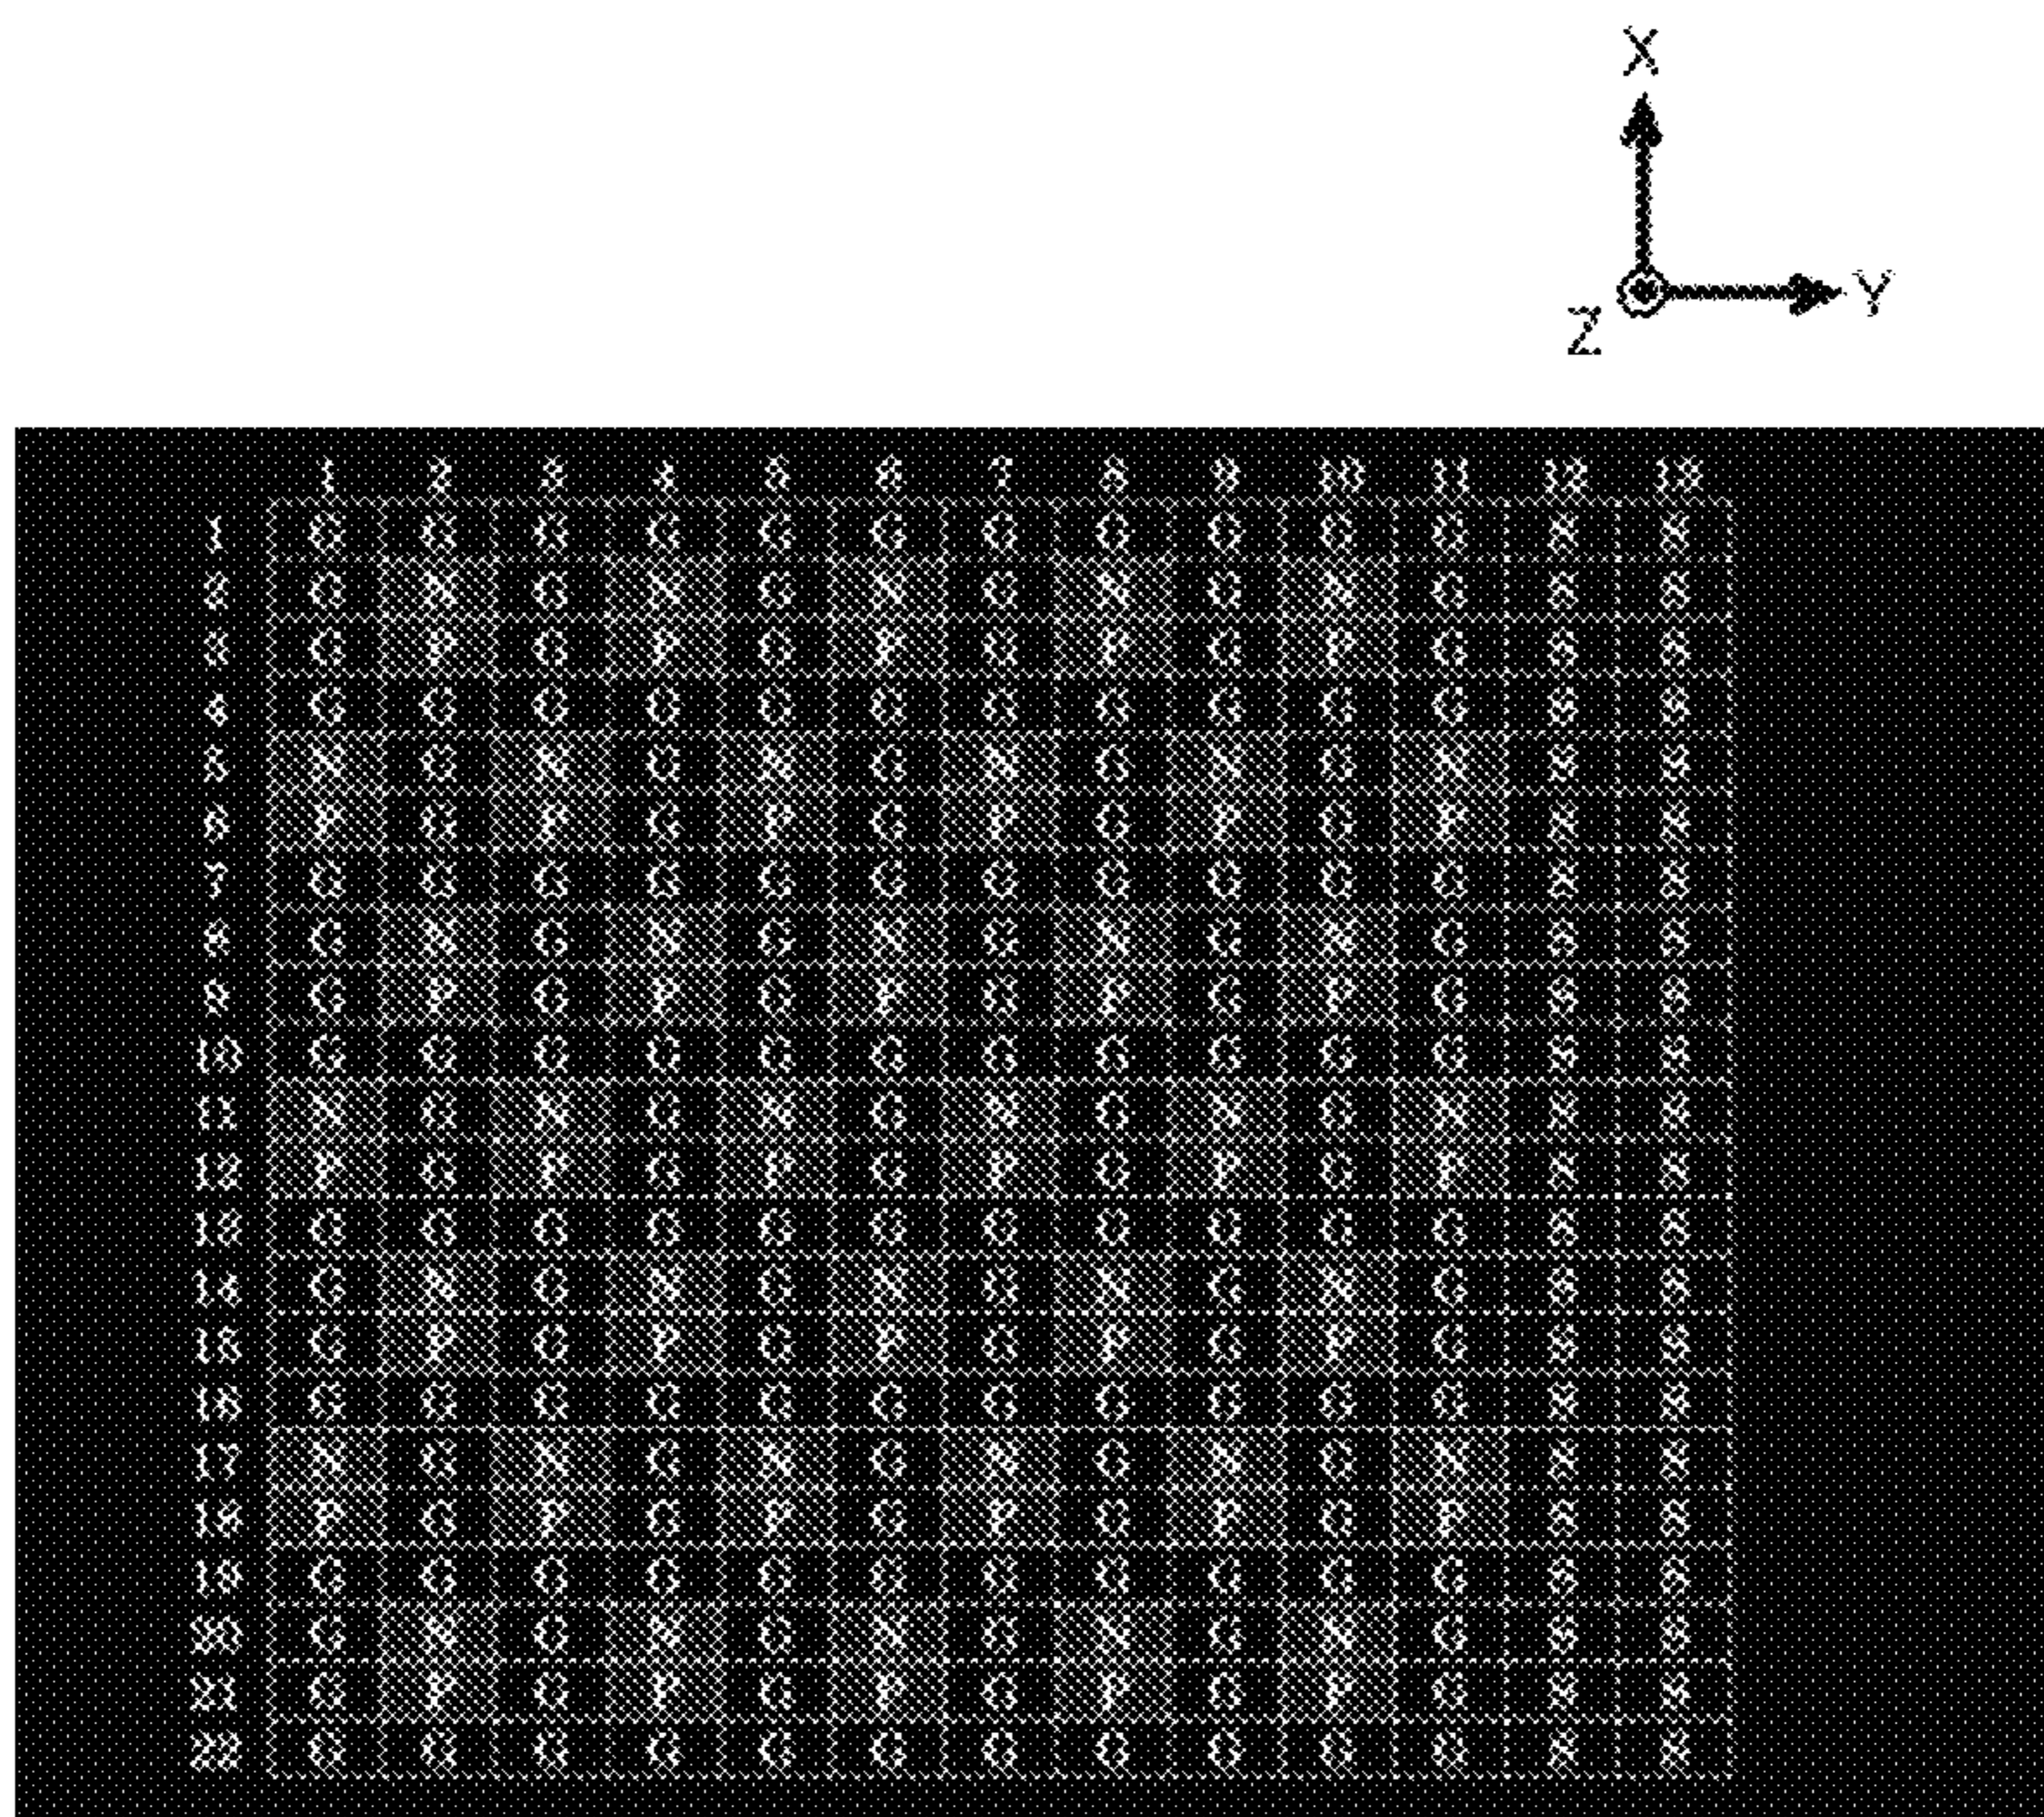 X
Y
Z
1 2 3 4 5 6 7 8 9 10 11 12 13
1 G G G G G G G G G G G S S
2 G N G N G N G N G N G S S
3 G P G P G P G P G P G S S
4 G G G G G G G G G G G S S
5 N G N G N G N G N G N S S
6 P G P G P G P G P G P S S
7 G G G G G G G G G G G S S
8 G N G N G N G N G N G S S
9 G P G P G P G P G P G S S
10 G G G G G G G G G G G S S
11 N G N G N G N G N G N S S
12 P G P G P G P G P G P S S
13 G G G G G G G G G G G S S
14 G N G N G N G N G N G S S
15 G P G P G P G P G P G S S
16 G G G G G G G G G G G S S
17 N G N G N G N G N G N S S
18 P G P G P G P G P G P S S
19 G G G G G G G G G G G S S
20 G N G N G N G N G N G S S
21 G P G P G P G P G P G S S
22 G G G G G G G G G G G S S